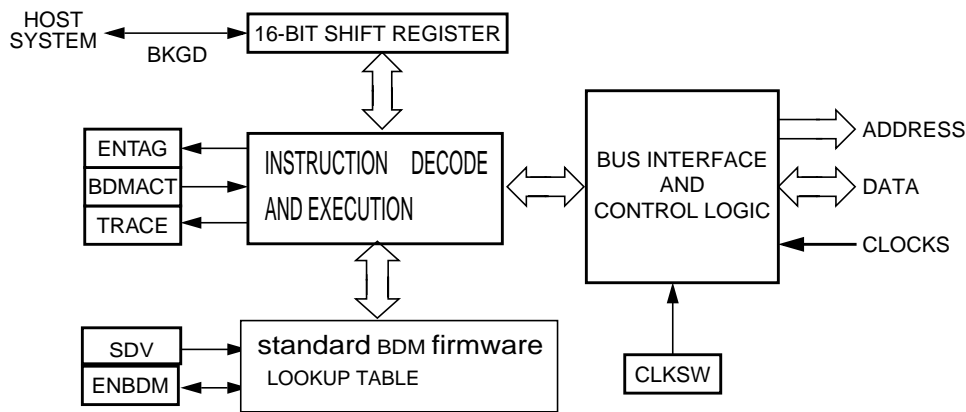 HOST
SYSTEM
BKGD
16-BIT SHIFT REGISTER
ENTAG
BDMACT
TRACE
INSTRUCTION DECODE
AND EXECUTION
BUS INTERFACE
AND
CONTROL LOGIC
ADDRESS
DATA
CLOCKS
SDV
ENBDM
standard BDM firmware
LOOKUP TABLE
CLKSW